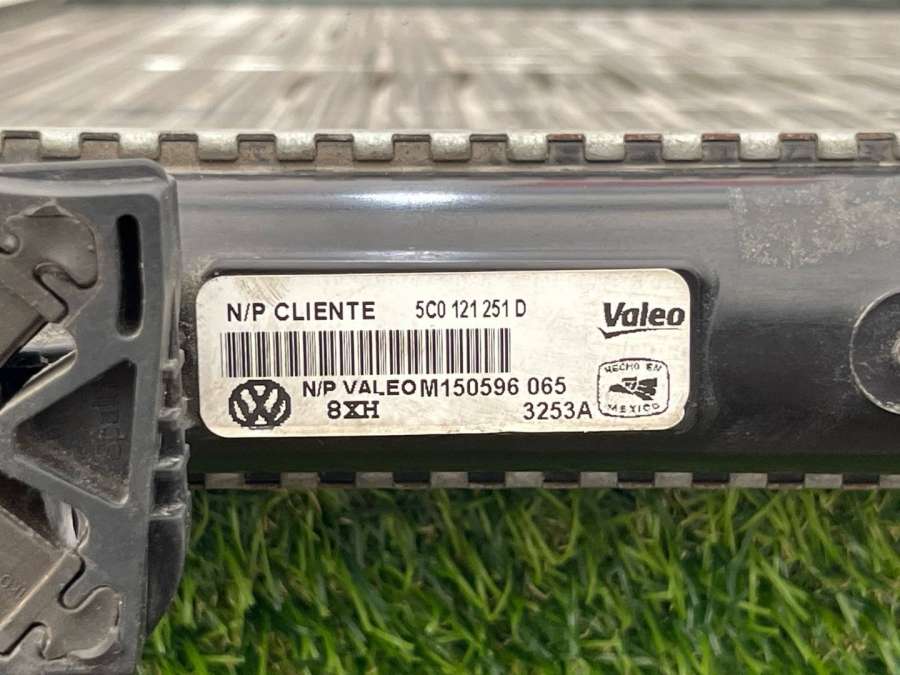 N/P CLIENTE 5C0 121 251 D
Valeo
N/P VALEO M150596 065
8XH 3253A
HECHO EN
MEXICO